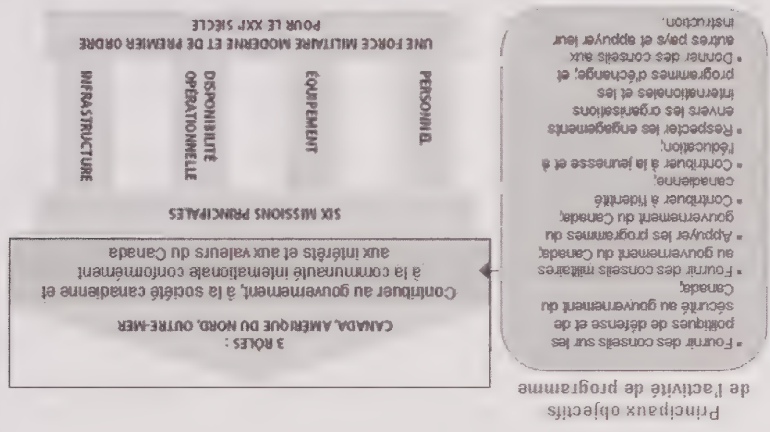 Principaux objectifs
de l'activité de programme
• Fournir des conseils sur les
politiques de défense et de
sécurité au gouvernement du
Canada;
• Fournir des conseils militaires
au gouvernement du Canada;
• Appuyer les programmes du
gouvernement du Canada;
• Contribuer à l'identité
canadienne;
• Contribuer à la jeunesse et à
l'éducation;
• Respecter les engagements
envers les organisations
internationales et les
programmes d'échange; et
• Donner des conseils aux
autres pays et appuyer leur
instruction.
3 RÔLES :
CANADA, AMÉRIQUE DU NORD, OUTRE-MER
Contribuer au gouvernement, à la société canadienne et
à la communauté internationale conformément
aux intérêts et aux valeurs du Canada
SIX MISSIONS PRINCIPALES
PERSONNEL
ÉQUIPEMENT
DISPONIBILITÉ
OPÉRATIONNELLE
INFRASTRUCTURE
UNE FORCE MILITAIRE MODERNE ET DE PREMIER ORDRE
POUR LE XXIᵉ SIÈCLE